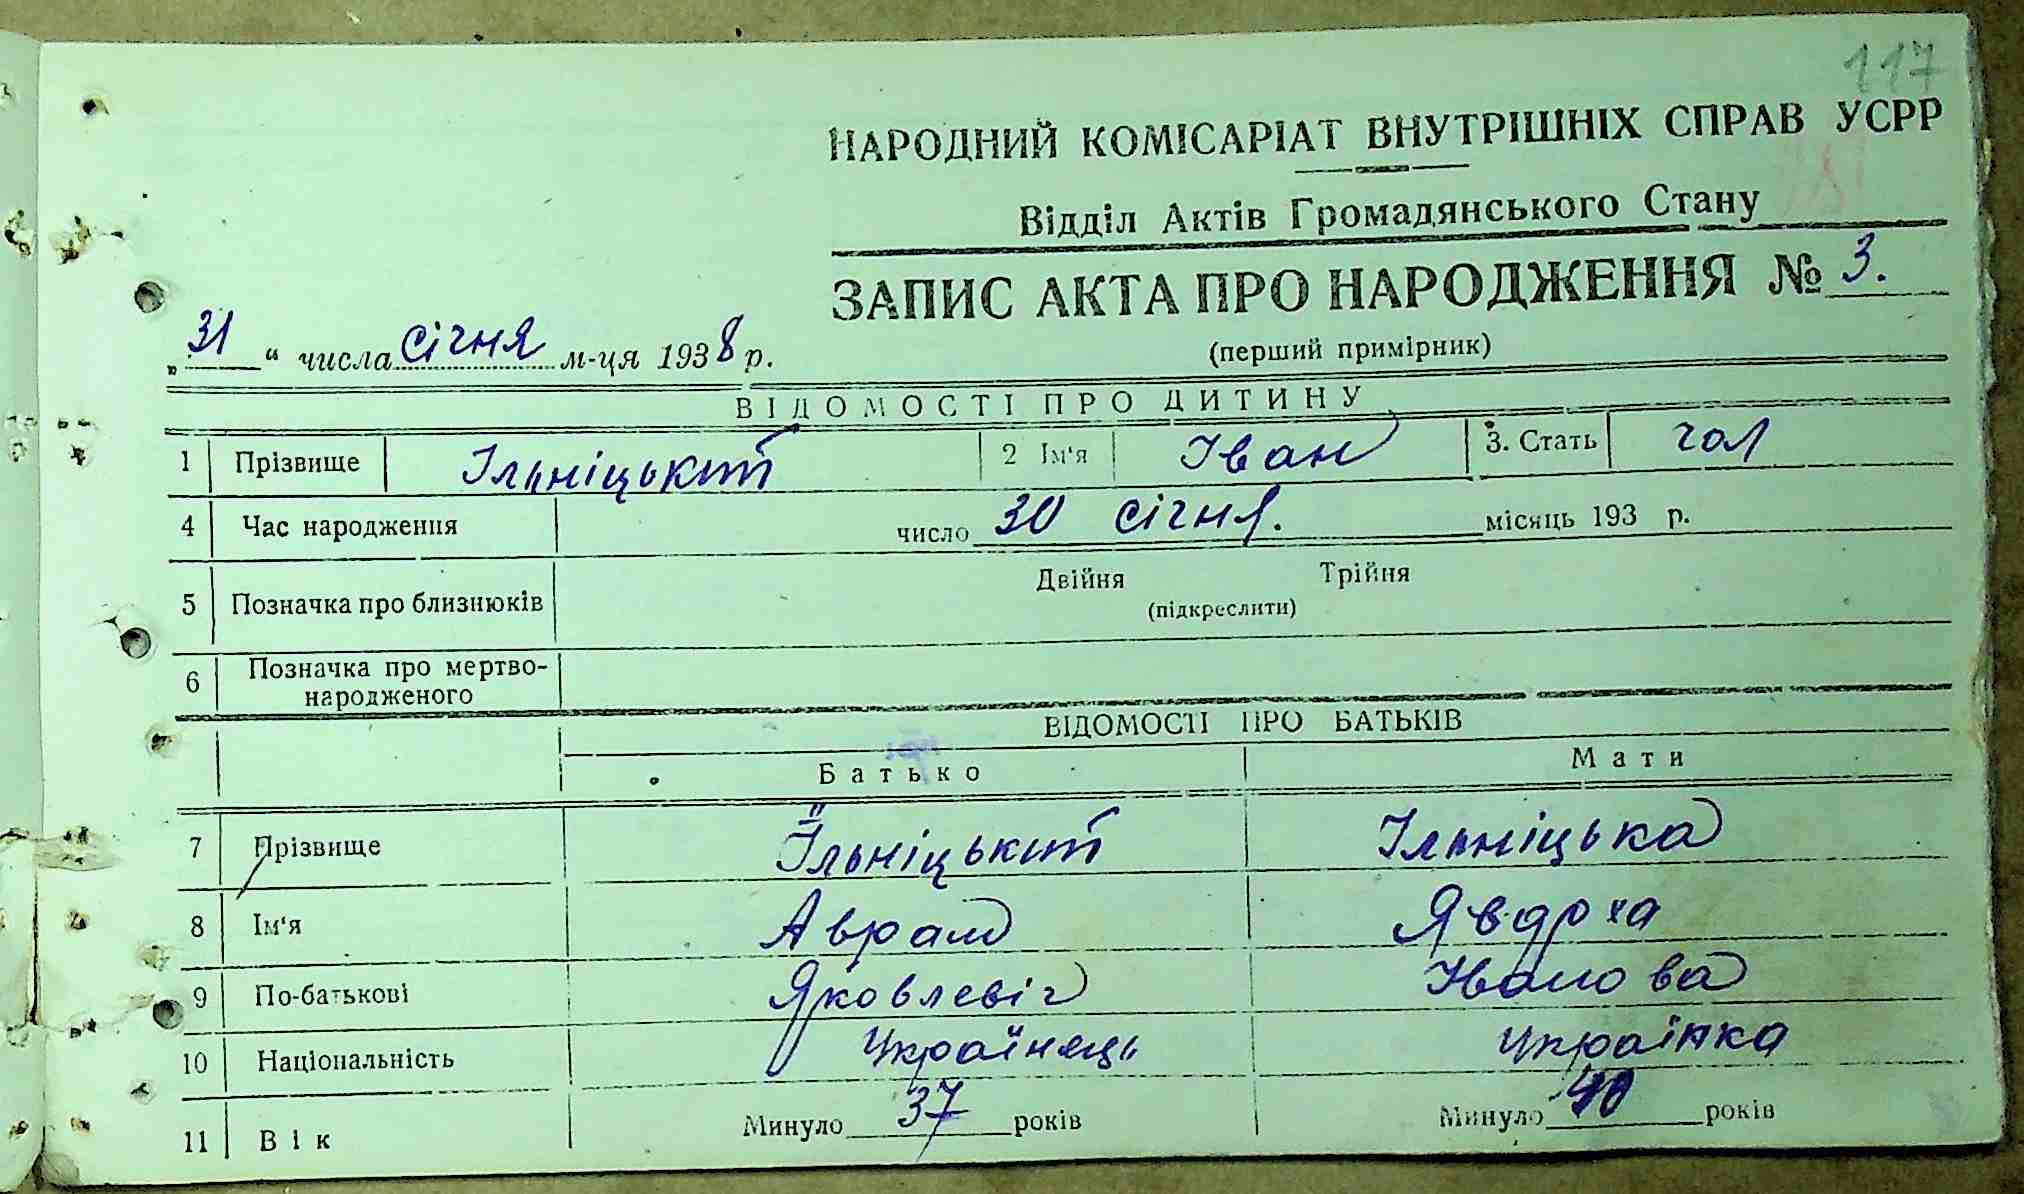 117
НАРОДНИЙ КОМІСАРІАТ ВНУТРІШНІХ СПРАВ УСРР
Відділ Актів Громадянського Стану
ЗАПИС АКТА ПРО НАРОДЖЕННЯ № 3.
„31“ числа січня м-ця 1938 р.
(перший примірник)
ВІДОМОСТІ ПРО ДИТИНУ
1 Прізвище Ільніцький 2 Ім'я Іван 3. Стать чол
4 Час народження число 30 січня. місяць 193 р.
5 Позначка про близнюків Двійня Трійня
(підкреслити)
6 Позначка про мертво-
народженого
ВІДОМОСТІ ПРО БАТЬКІВ
Батько Мати
7 Прізвище Ільніцький Ільніцька
8 Ім'я Аврам Явдоха
9 По-батькові Яковлевіч Іванова
10 Національність Українець Українка
11 Вік Минуло 37 років Минуло 40 років